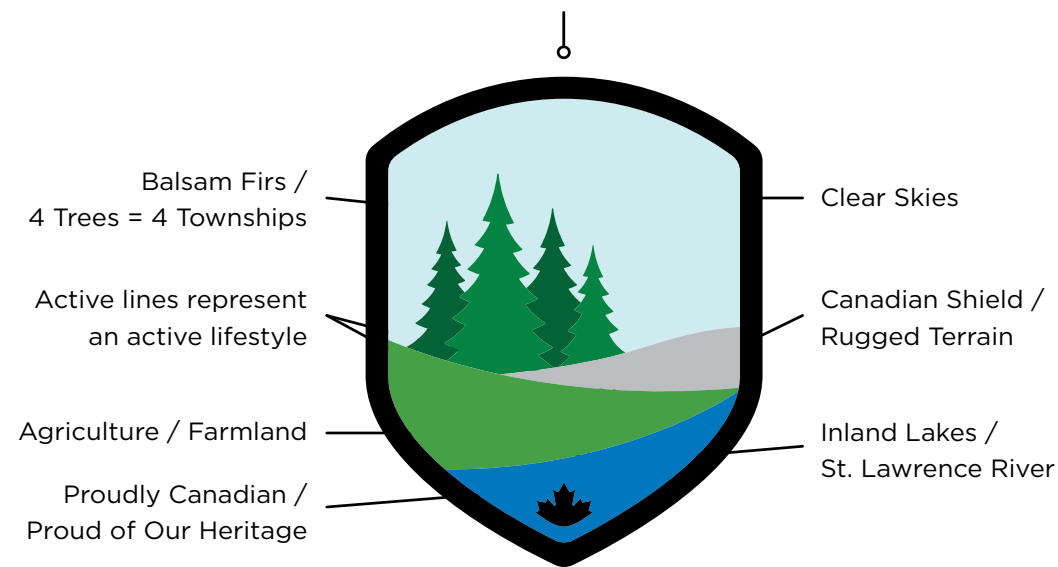 Balsam Firs /
4 Trees = 4 Townships
Active lines represent
an active lifestyle
Agriculture / Farmland
Proudly Canadian /
Proud of Our Heritage
Clear Skies
Canadian Shield /
Rugged Terrain
Inland Lakes /
St. Lawrence River